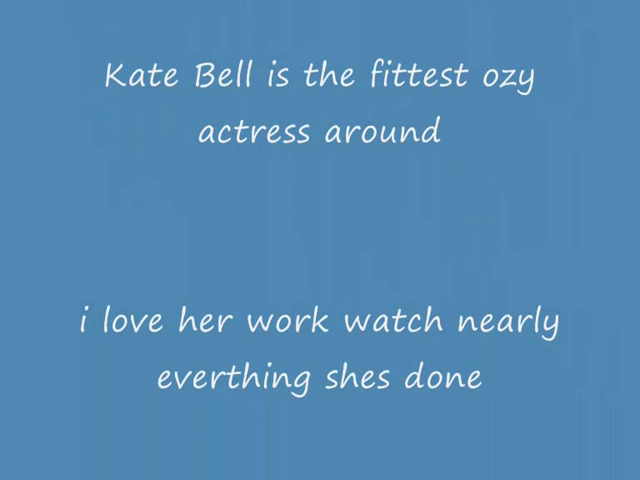 Kate Bell is the fittest ozy
actress around
i love her work watch nearly
everthing shes done